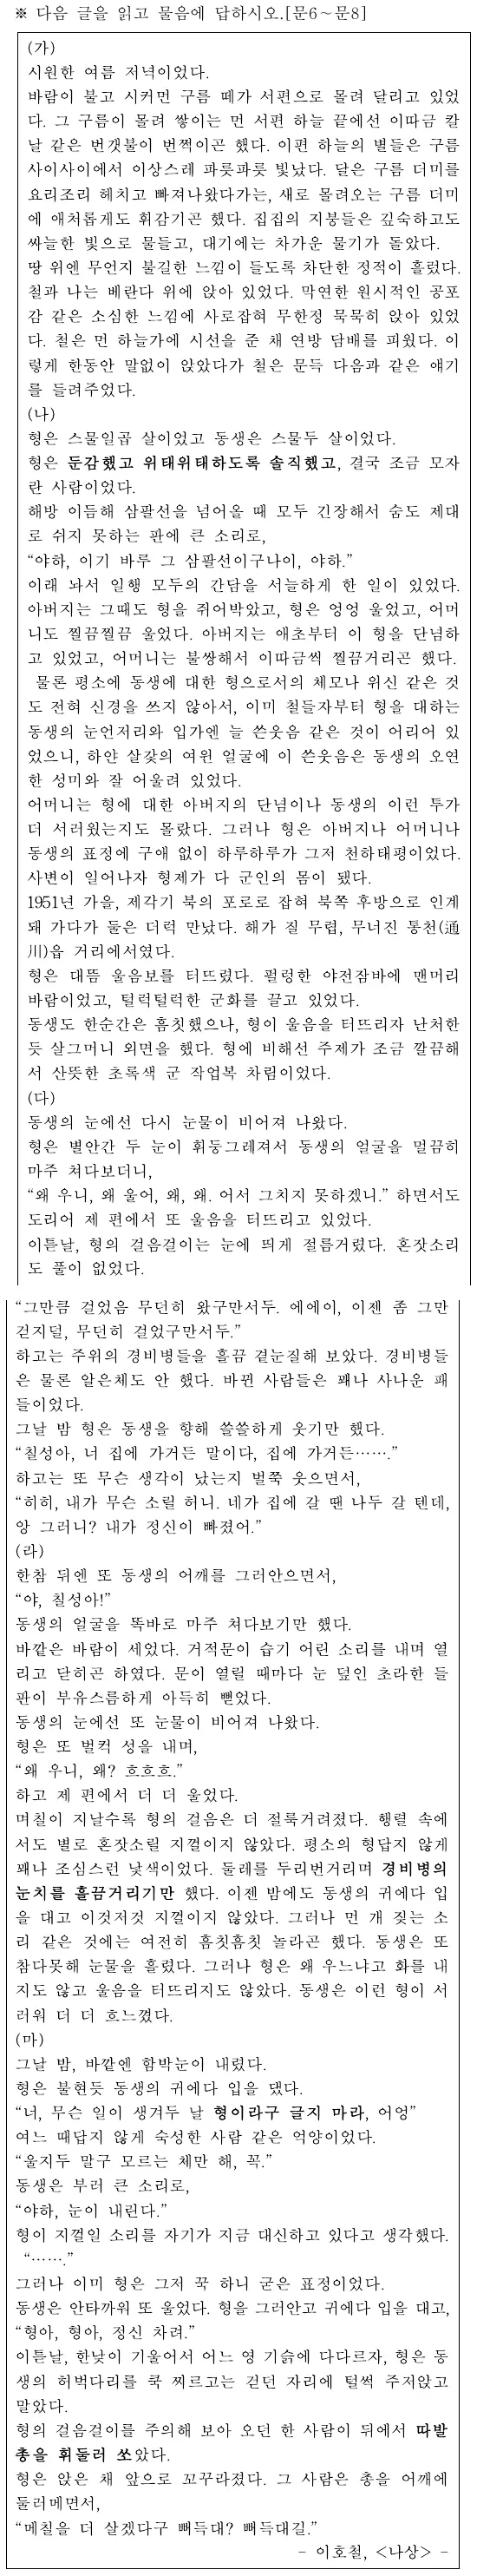 ※ 다음 글을 읽고 물음에 답하시오.[문6～문8]
(가)
시원한 여름 저녁이었다.
바람이 불고 시커먼 구름 떼가 서편으로 몰려 달리고 있었
다. 그 구름이 몰려 쌓이는 먼 서편 하늘 끝에선 이따금 칼
날 같은 번갯불이 번쩍이곤 했다. 이편 하늘의 별들은 구름
사이사이에서 이상스레 파릇파릇 빛났다. 달은 구름 더미를
요리조리 헤치고 빠져나왔다가는, 새로 몰려오는 구름 더미
에 애처롭게도 휘감기곤 했다. 집집의 지붕들은 깊숙하고도
싸늘한 빛으로 물들고, 대기에는 차가운 물기가 돌았다.
땅 위엔 무언지 불길한 느낌이 들도록 차단한 정적이 흘렀다.
철과 나는 베란다 위에 앉아 있었다. 막연한 원시적인 공포
감 같은 소심한 느낌에 사로잡혀 무한정 묵묵히 앉아 있었
다. 철은 먼 하늘가에 시선을 준 채 연방 담배를 피웠다. 이
렇게 한동안 말없이 앉았다가 철은 문득 다음과 같은 얘기
를 들려주었다.
(나)
형은 스물일곱 살이었고 동생은 스물두 살이었다.
형은 둔감했고 위태위태하도록 솔직했고, 결국 조금 모자
란 사람이었다.
해방 이듬해 삼팔선을 넘어올 때 모두 긴장해서 숨도 제대
로 쉬지 못하는 판에 큰 소리로,
“야하, 이기 바루 그 삼팔선이구나이, 야하.”
이래 놔서 일행 모두의 간담을 서늘하게 한 일이 있었다.
아버지는 그때도 형을 쥐어박았고, 형은 엉엉 울었고, 어머
니도 찔끔찔끔 울었다. 아버지는 애초부터 이 형을 단념하
고 있었고, 어머니는 불쌍해서 이따금씩 찔끔거리곤 했다.
물론 평소에 동생에 대한 형으로서의 체모나 위신 같은 것
도 전혀 신경을 쓰지 않아서, 이미 철들자부터 형을 대하는
동생의 눈언저리와 입가엔 늘 쓴웃음 같은 것이 어리어 있
었으니, 하얀 살갗의 여윈 얼굴에 이 쓴웃음은 동생의 오연
한 성미와 잘 어울려 있었다.
어머니는 형에 대한 아버지의 단념이나 동생의 이런 투가
더 서러웠는지도 몰랐다. 그러나 형은 아버지나 어머니나
동생의 표정에 구애 없이 하루하루가 그저 천하태평이었다.
사변이 일어나자 형제가 다 군인의 몸이 됐다.
1951년 가을, 제각기 북의 포로로 잡혀 북쪽 후방으로 인계
돼 가다가 둘은 더럭 만났다. 해가 질 무렵, 무너진 통천(通
川)읍 거리에서였다.
형은 대뜸 울음보를 터뜨렸다. 펄렁한 야전잠바에 맨머리
바람이었고, 털럭털럭한 군화를 끌고 있었다.
동생도 한순간은 흠칫했으나, 형이 울음을 터뜨리자 난처한
듯 살그머니 외면을 했다. 형에 비해선 주제가 조금 깔끔해
서 산뜻한 초록색 군 작업복 차림이었다.
(다)
동생의 눈에선 다시 눈물이 비어져 나왔다.
형은 별안간 두 눈이 휘둥그레져서 동생의 얼굴을 멀끔히
마주 쳐다보더니,
“왜 우니, 왜 울어, 왜, 왜. 어서 그치지 못하겠니.” 하면서도
도리어 제 편에서 또 울음을 터뜨리고 있었다.
이튿날, 형의 걸음걸이는 눈에 띄게 절름거렸다. 혼잣소리
도 풀이 없었다.
“그만큼 걸었음 무던히 왔구만서두. 에에이, 이젠 좀 그만
걷지덜, 무던히 걸었구만서두.”
하고는 주위의 경비병들을 흘끔 곁눈질해 보았다. 경비병들
은 물론 알은체도 안 했다. 바뀐 사람들은 꽤나 사나운 패
들이었다.
그날 밤 형은 동생을 향해 쓸쓸하게 웃기만 했다.
“칠성아, 너 집에 가거든 말이다, 집에 가거든…….”
하고는 또 무슨 생각이 났는지 벌쭉 웃으면서,
“히히, 내가 무슨 소릴 허니. 네가 집에 갈 땐 나두 갈 텐데,
앙 그러니? 내가 정신이 빠졌어.”
(라)
한참 뒤엔 또 동생의 어깨를 그러안으면서,
“야, 칠성아!”
동생의 얼굴을 똑바로 마주 쳐다보기만 했다.
바깥은 바람이 세었다. 거적문이 습기 어린 소리를 내며 열
리고 닫히곤 하였다. 문이 열릴 때마다 눈 덮인 초라한 들
판이 부유스름하게 아득히 뻗었다.
동생의 눈에선 또 눈물이 비어져 나왔다.
형은 또 벌컥 성을 내며,
“왜 우니, 왜? 흐흐흐.”
하고 제 편에서 더 더 울었다.
며칠이 지날수록 형의 걸음은 더 절룩거려졌다. 행렬 속에
서도 별로 혼잣소릴 지껄이지 않았다. 평소의 형답지 않게
꽤나 조심스런 낯색이었다. 둘레를 두리번거리며 경비병의
눈치를 흘끔거리기만 했다. 이젠 밤에도 동생의 귀에다 입
을 대고 이것저것 지껄이지 않았다. 그러나 먼 개 짖는 소
리 같은 것에는 여전히 흠칫흠칫 놀라곤 했다. 동생은 또
참다못해 눈물을 흘렸다. 그러나 형은 왜 우느냐고 화를 내
지도 않고 울음을 터뜨리지도 않았다. 동생은 이런 형이 서
러워 더 더 흐느꼈다.
(마)
그날 밤, 바깥엔 함박눈이 내렸다.
형은 불현듯 동생의 귀에다 입을 댔다.
“너, 무슨 일이 생겨두 날 형이라구 글지 마라, 어엉”
여느 때답지 않게 숙성한 사람 같은 억양이었다.
“울지두 말구 모르는 체만 해, 꼭.”
동생은 부러 큰 소리로,
“야하, 눈이 내린다.”
형이 지껄일 소리를 자기가 지금 대신하고 있다고 생각했다.
“…….”
그러나 이미 형은 그저 꾹 하니 굳은 표정이었다.
동생은 안타까워 또 울었다. 형을 그러안고 귀에다 입을 대고,
“형아, 형아, 정신 차려.”
이튿날, 한낮이 기울어서 어느 영 기슭에 다다르자, 형은 동
생의 허벅다리를 쿡 찌르고는 걷던 자리에 털썩 주저앉고
말았다.
형의 걸음걸이를 주의해 보아 오던 한 사람이 뒤에서 따발
총을 휘둘러 쏘았다.
형은 앉은 채 앞으로 꼬꾸라졌다. 그 사람은 총을 어깨에
둘러메면서,
“메칠을 더 살겠다구 뻐득대? 뻐득대길.”
- 이호철, <나상> -